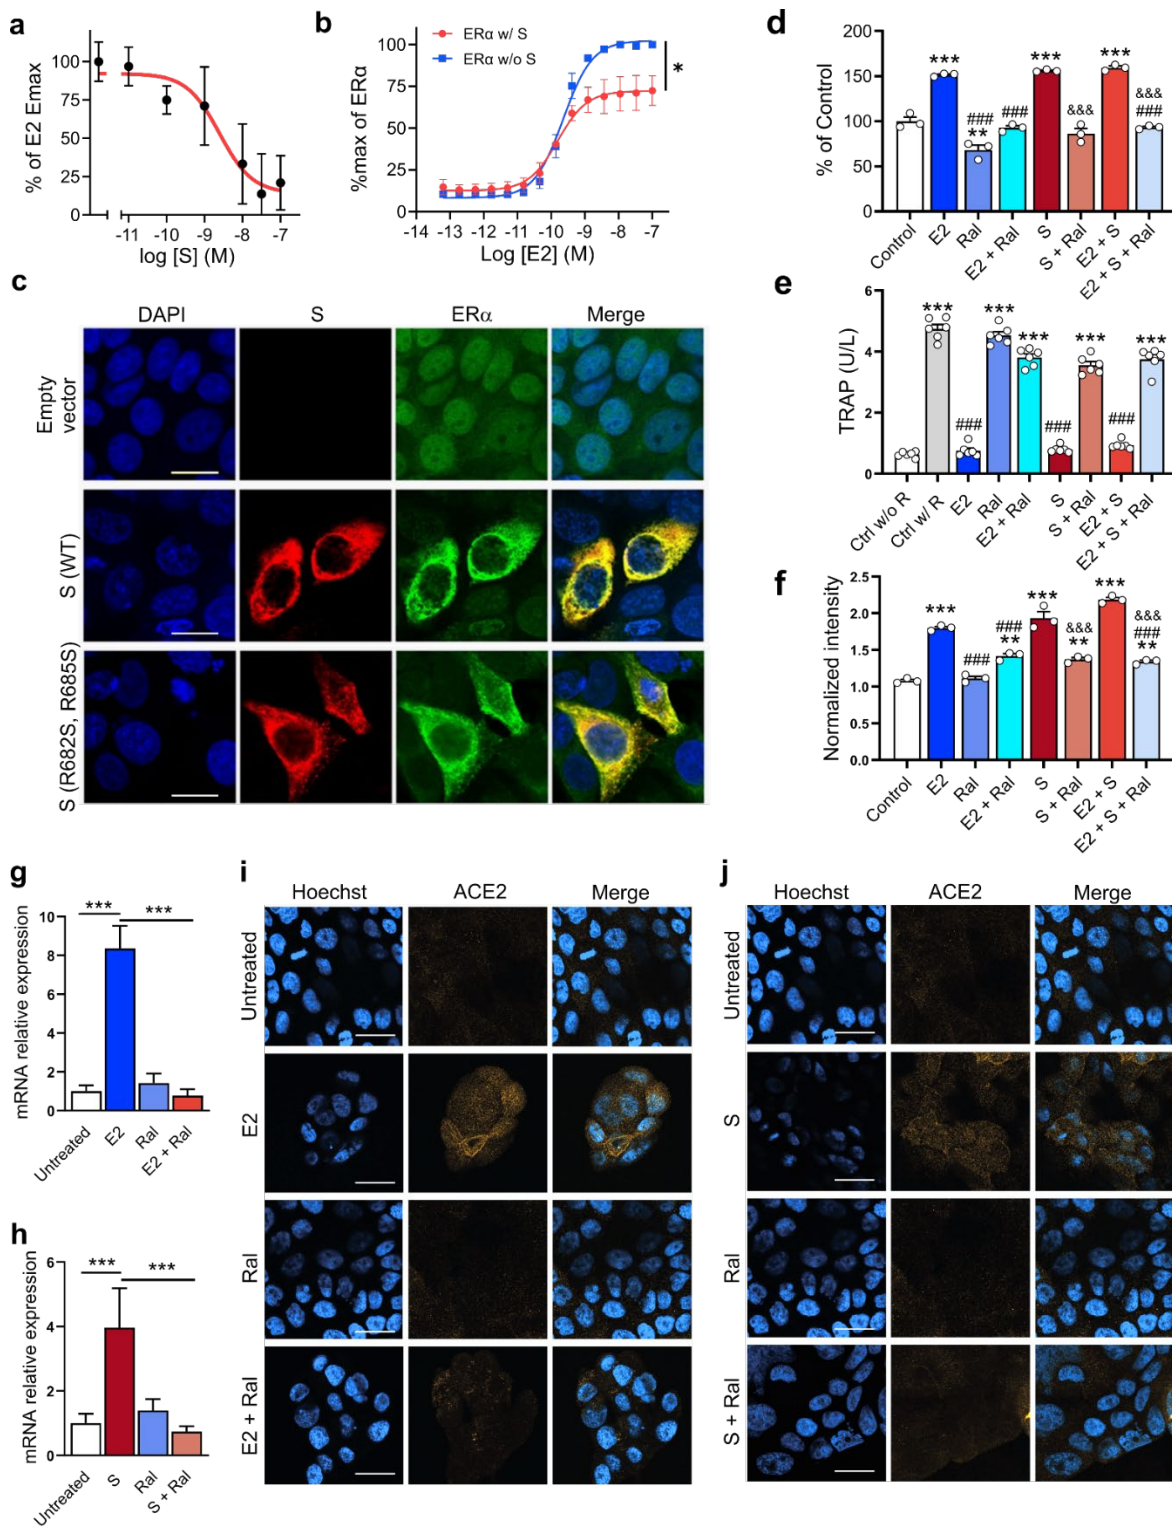 a
% of E2 Emax
100
75
50
25
-11 -10 -9 -8 -7
log [S] (M)
b
ERα w/ S
ERα w/o S
%max of ERα
100
75
50
25
0
*
-14 -13 -12 -11 -10 -9 -8 -7 -6
Log [E2] (M)
c
DAPI S ERα Merge
Empty vector
S (WT)
S (R682S, R685S)
d
% of Control
200
150
100
50
0
***
###
**
###
***
&&&
***
&&&
###
Control
E2
Ral
E2 + Ral
S
S + Ral
E2 + S
E2 + S + Ral
e
TRAP (U/L)
6
4
2
0
***
###
***
***
###
***
###
***
Ctrl w/o R
Ctrl w/ R
E2
Ral
E2 + Ral
S
S + Ral
E2 + S
E2 + S + Ral
f
Normalized intensity
2.5
2.0
1.5
1.0
0.5
0.0
***
###
###
**
***
&&&
**
***
&&&
###
**
Control
E2
Ral
E2 + Ral
S
S + Ral
E2 + S
E2 + S + Ral
g
mRNA relative expression
10
8
6
4
2
0
*** ***
Untreated
E2
Ral
E2 + Ral
h
mRNA relative expression
6
4
2
0
*** ***
Untreated
S
Ral
S + Ral
i
Hoechst ACE2 Merge
Untreated
E2
Ral
E2 + Ral
j
Hoechst ACE2 Merge
Untreated
S
Ral
S + Ral